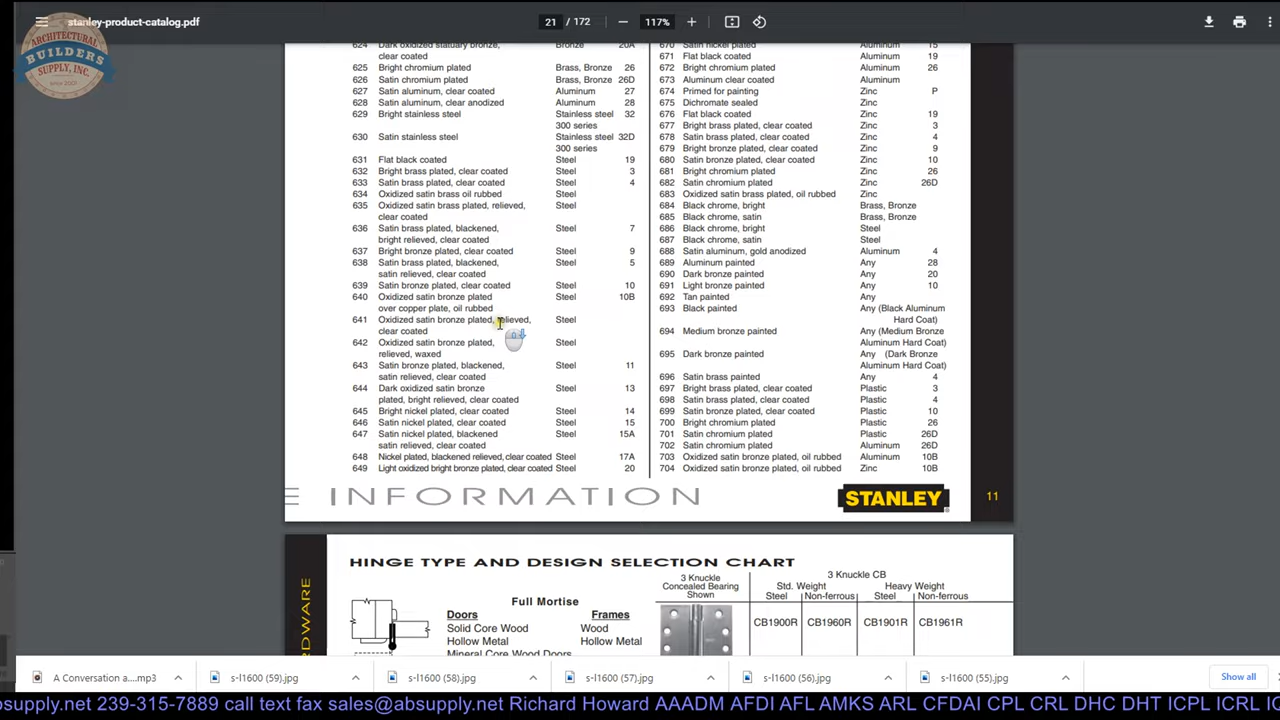 stanley-product-catalog.pdf
21 / 172
117%
ARCHITECTURAL
BUILDERS
SUPPLY, INC.
since 2007
624 Dark oxidized statuary bronze, Bronze 20A
clear coated
625 Bright chromium plated Brass, Bronze 26
626 Satin chromium plated Brass, Bronze 26D
627 Satin aluminum, clear coated Aluminum 27
628 Satin aluminum, clear anodized Aluminum 28
629 Bright stainless steel Stainless steel 32
300 series
630 Satin stainless steel Stainless steel 32D
300 series
631 Flat black coated Steel 19
632 Bright brass plated, clear coated Steel 3
633 Satin brass plated, clear coated Steel 4
634 Oxidized satin brass oil rubbed Steel
635 Oxidized satin brass plated, relieved, Steel
clear coated
636 Satin brass plated, blackened, Steel 7
bright relieved, clear coated
637 Bright bronze plated, clear coated Steel 9
638 Satin brass plated, blackened, Steel 5
satin relieved, clear coated
639 Satin bronze plated, clear coated Steel 10
640 Oxidized satin bronze plated Steel 10B
over copper plate, oil rubbed
641 Oxidized satin bronze plated, relieved, Steel
clear coated
642 Oxidized satin bronze plated, Steel
relieved, waxed
643 Satin bronze plated, blackened, Steel 11
satin relieved, clear coated
644 Dark oxidized satin bronze Steel 13
plated, bright relieved, clear coated
645 Bright nickel plated, clear coated Steel 14
646 Satin nickel plated, clear coated Steel 15
647 Satin nickel plated, blackened Steel 15A
satin relieved, clear coated
648 Nickel plated, blackened relieved, clear coated Steel 17A
649 Light oxidized bright bronze plated, clear coated Steel 20
670 Satin nickel plated Aluminum 15
671 Flat black coated Aluminum 19
672 Bright chromium plated Aluminum 26
673 Aluminum clear coated Aluminum
674 Primed for painting Zinc P
675 Dichromate sealed Zinc
676 Flat black coated Zinc 19
677 Bright brass plated, clear coated Zinc 3
678 Satin brass plated, clear coated Zinc 4
679 Bright bronze plated, clear coated Zinc 9
680 Satin bronze plated, clear coated Zinc 10
681 Bright chromium plated Zinc 26
682 Satin chromium plated Zinc 26D
683 Oxidized satin brass plated, oil rubbed Zinc
684 Black chrome, bright Brass, Bronze
685 Black chrome, satin Brass, Bronze
686 Black chrome, bright Steel
687 Black chrome, satin Steel
688 Satin aluminum, gold anodized Aluminum 4
689 Aluminum painted Any 28
690 Dark bronze painted Any 20
691 Light bronze painted Any 10
692 Tan painted Any
693 Black painted Any (Black Aluminum
Hard Coat)
694 Medium bronze painted Any (Medium Bronze
Aluminum Hard Coat)
695 Dark bronze painted Any (Dark Bronze
Aluminum Hard Coat)
696 Satin brass painted Any 4
697 Bright brass plated, clear coated Plastic 3
698 Satin brass plated, clear coated Plastic 4
699 Satin bronze plated, clear coated Plastic 10
700 Bright chromium plated Plastic 26
701 Satin chromium plated Plastic 26D
702 Satin chromium plated Aluminum 26D
703 Oxidized satin bronze plated, oil rubbed Aluminum 10B
704 Oxidized satin bronze plated, oil rubbed Zinc 10B
E INFORMATION
STANLEY
11
RDWARE
HINGE TYPE AND DESIGN SELECTION CHART
Full Mortise
Doors Frames
Solid Core Wood Wood
Hollow Metal Hollow Metal
Mineral Core Wood Doors
3 Knuckle
Concealed Bearing
Shown
3 Knuckle CB
Std. Weight Heavy Weight
Steel Non-ferrous Steel Non-ferrous
CB1900R CB1960R CB1901R CB1961R
A Conversation a....mp3
s-l1600 (59).jpg
s-l1600 (58).jpg
s-l1600 (57).jpg
s-l1600 (56).jpg
s-l1600 (55).jpg
Show all
bsupply.net 239-315-7889 call text fax sales@absupply.net Richard Howard AAADM AFDI AFL AMKS ARL CFDAI CPL CRL DHC DHT ICPL ICRL IC